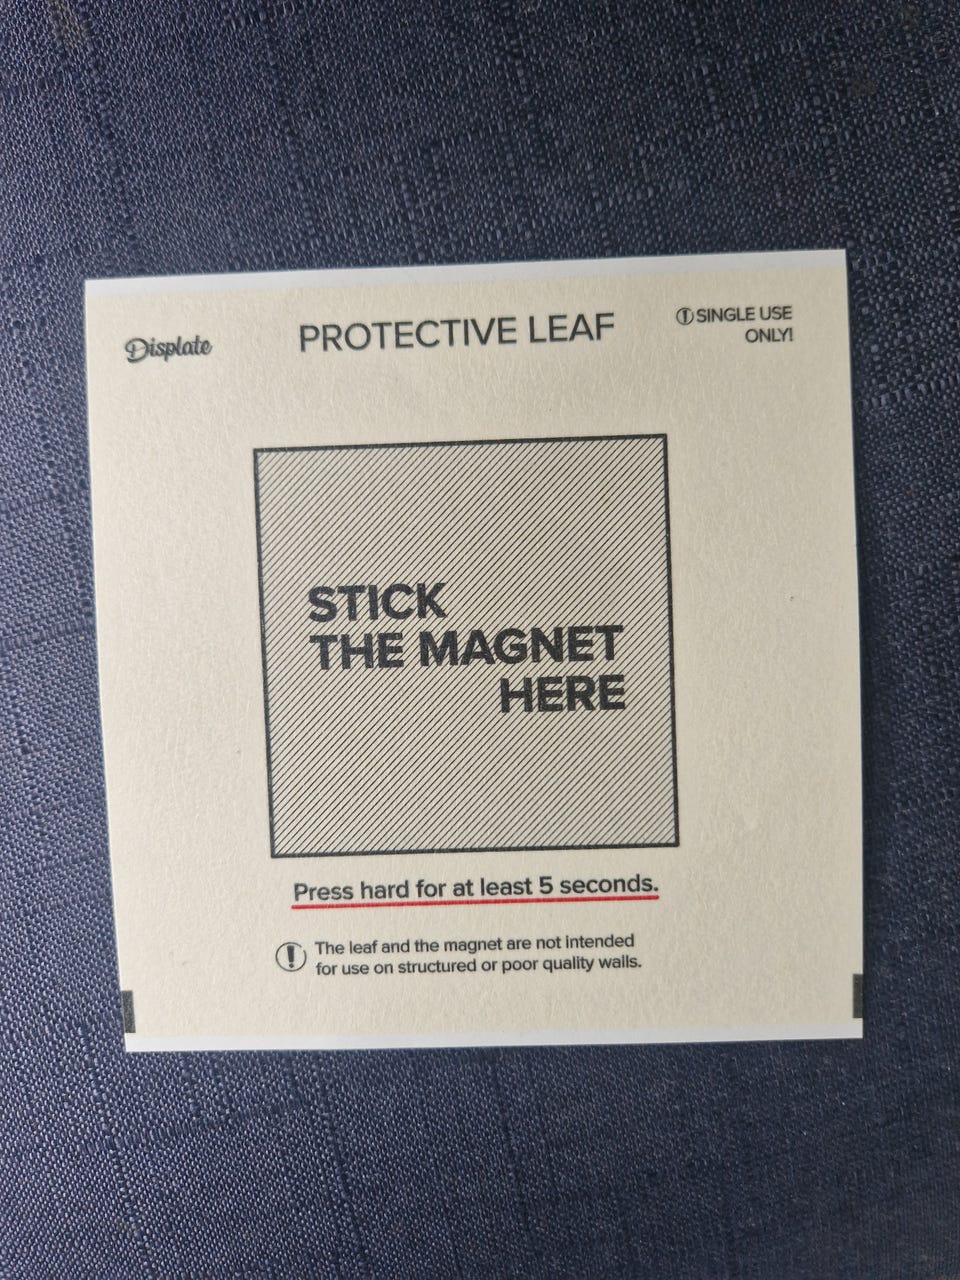 Displate
PROTECTIVE LEAF
SINGLE USE
ONLY!
STICK
THE MAGNET
HERE
Press hard for at least 5 seconds.
The leaf and the magnet are not intended
for use on structured or poor quality walls.